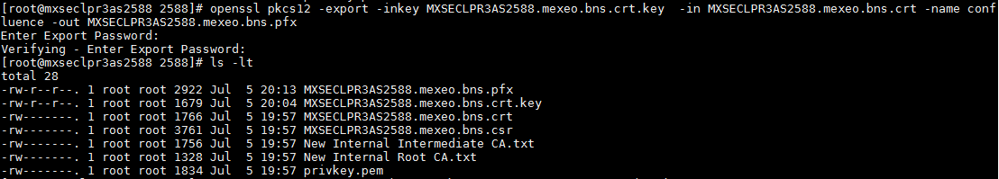 [root@mxseclpr3as2588 2588]# openssl pkcs12 -export -inkey MXSECLPR3AS2588.mexeo.bns.crt.key  -in MXSECLPR3AS2588.mexeo.bns.crt -name conf
luence -out MXSECLPR3AS2588.mexeo.bns.pfx
Enter Export Password:
Verifying - Enter Export Password:
[root@mxseclpr3as2588 2588]# ls -lt
total 28
-rw-r--r--. 1 root root 2922 Jul  5 20:13 MXSECLPR3AS2588.mexeo.bns.pfx
-rw-r--r--. 1 root root 1679 Jul  5 20:04 MXSECLPR3AS2588.mexeo.bns.crt.key
-rw-------. 1 root root 1766 Jul  5 19:57 MXSECLPR3AS2588.mexeo.bns.crt
-rw-------. 1 root root 3761 Jul  5 19:57 MXSECLPR3AS2588.mexeo.bns.csr
-rw-------. 1 root root 1756 Jul  5 19:57 New Internal Intermediate CA.txt
-rw-------. 1 root root 1328 Jul  5 19:57 New Internal Root CA.txt
-rw-------. 1 root root 1834 Jul  5 19:57 privkey.pem